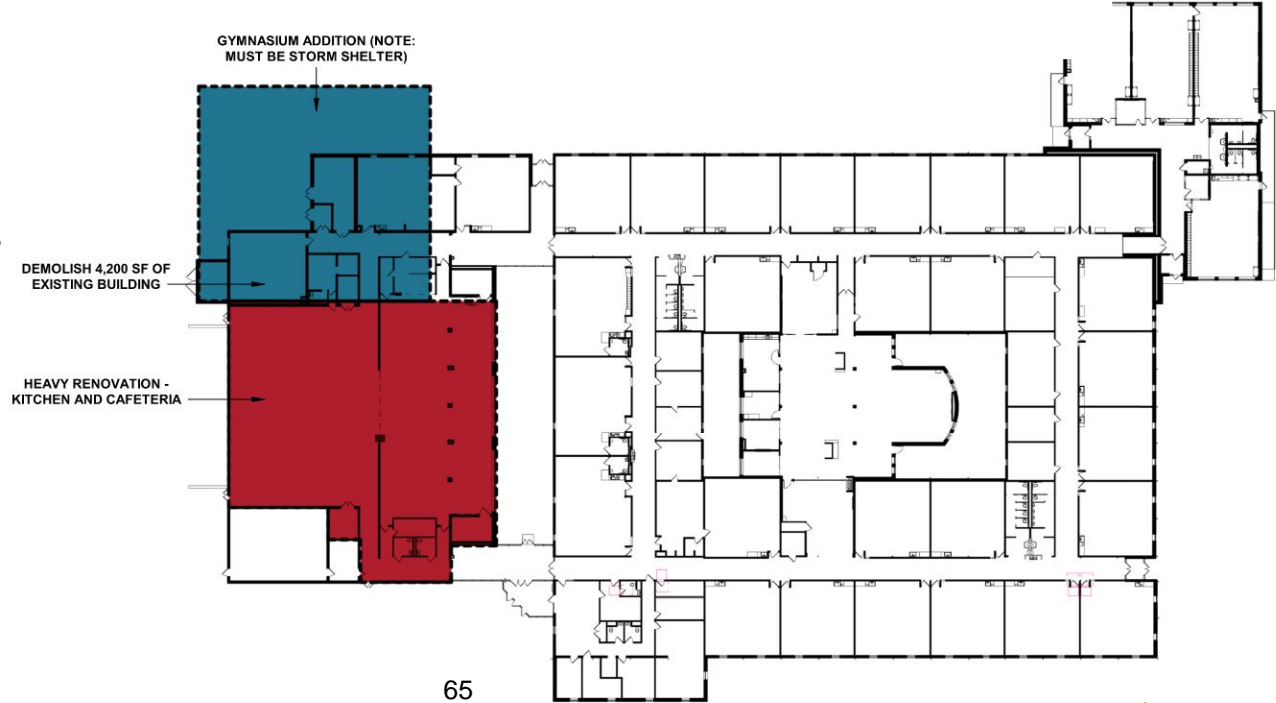 GYMNASIUM ADDITION (NOTE:
MUST BE STORM SHELTER)
DEMOLISH 4,200 SF OF
EXISTING BUILDING
HEAVY RENOVATION -
KITCHEN AND CAFETERIA
65